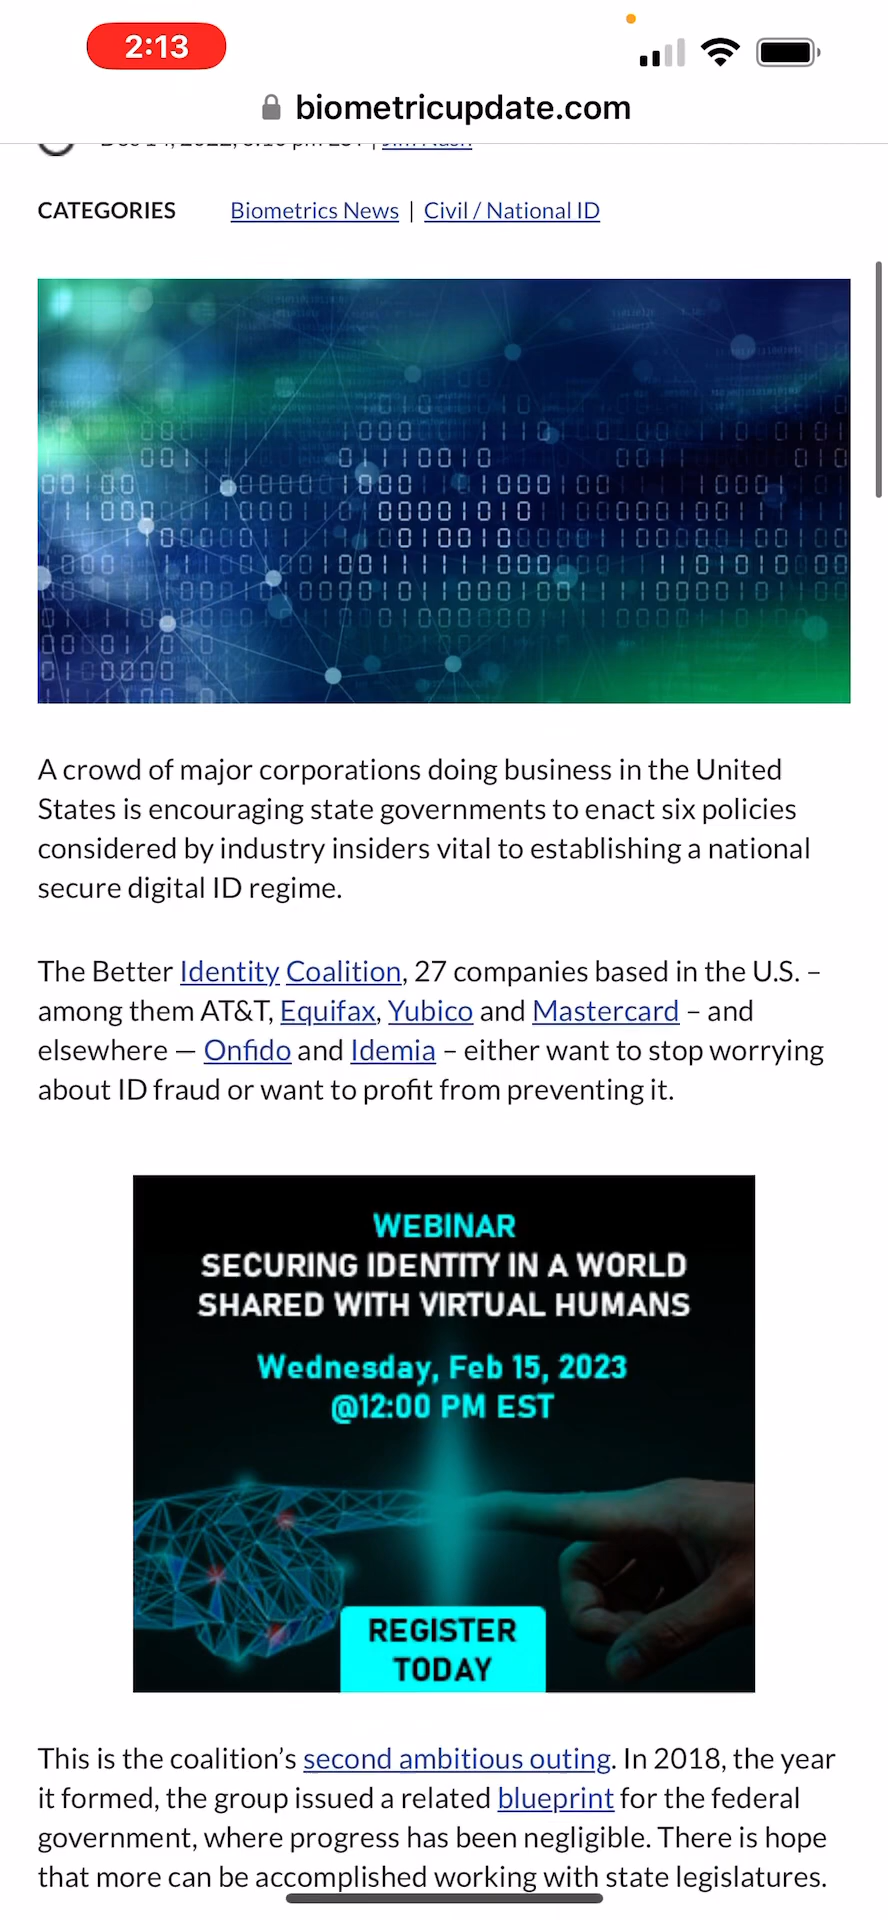 2:13
biometricupdate.com
CATEGORIES Biometrics News | Civil / National ID
A crowd of major corporations doing business in the United
States is encouraging state governments to enact six policies
considered by industry insiders vital to establishing a national
secure digital ID regime.
The Better Identity Coalition, 27 companies based in the U.S. –
among them AT&T, Equifax, Yubico and Mastercard – and
elsewhere — Onfido and Idemia – either want to stop worrying
about ID fraud or want to profit from preventing it.
WEBINAR
SECURING IDENTITY IN A WORLD
SHARED WITH VIRTUAL HUMANS
Wednesday, Feb 15, 2023
@12:00 PM EST
REGISTER
TODAY
This is the coalition’s second ambitious outing. In 2018, the year
it formed, the group issued a related blueprint for the federal
government, where progress has been negligible. There is hope
that more can be accomplished working with state legislatures.